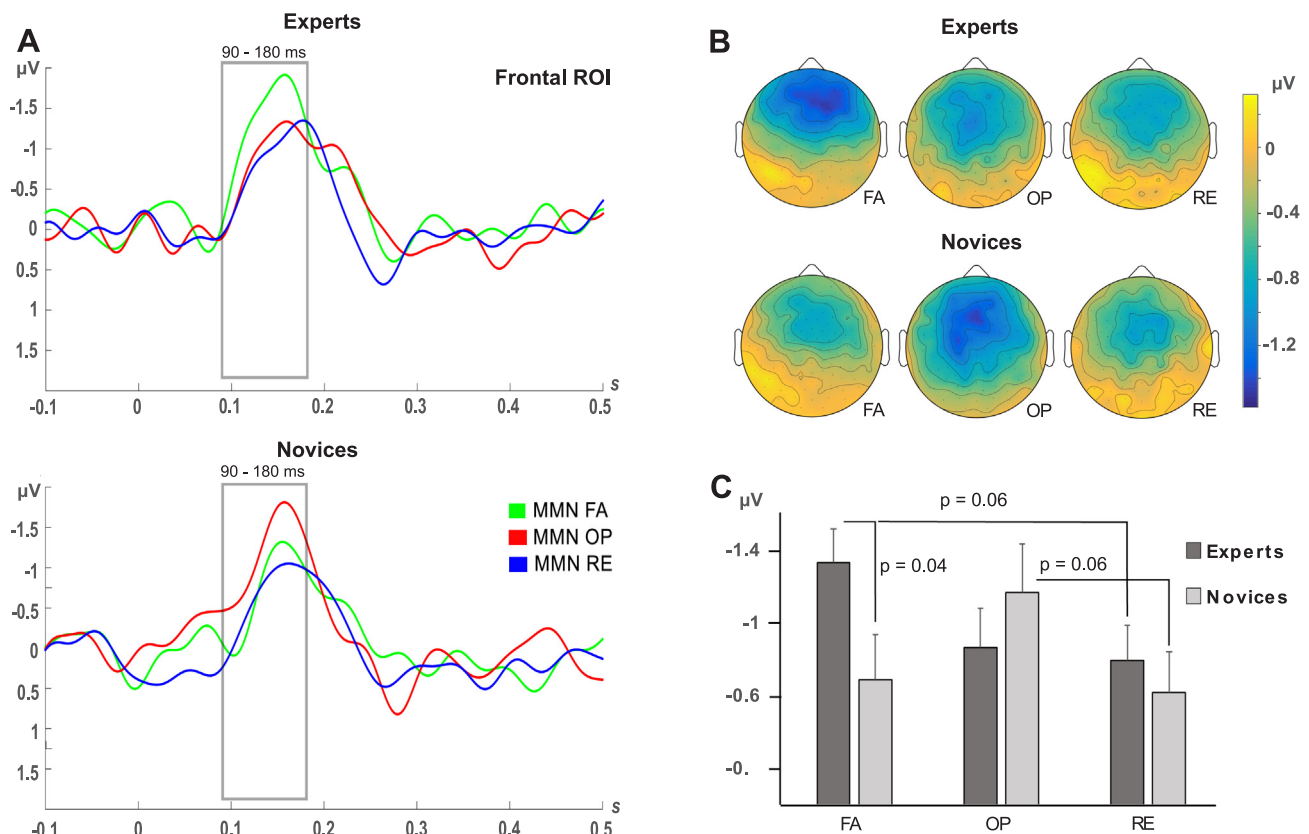 A
Experts
90 - 180 ms
µV
Frontal ROI
-1.5
-1
-0.5
0
0.5
1
1.5
-0.1 0 0.1 0.2 0.3 0.4 0.5
s
Novices
90 - 180 ms
µV
-1.5
-1
-0.5
0
0.5
1
1.5
MMN FA
MMN OP
MMN RE
-0.1 0 0.1 0.2 0.3 0.4 0.5
s
B
Experts
FA OP RE
Novices
FA OP RE
µV
0
-0.4
-0.8
-1.2
C
µV
-1.4
-1
-0.6
-0.
p = 0.06
p = 0.04
p = 0.06
Experts
Novices
FA OP RE